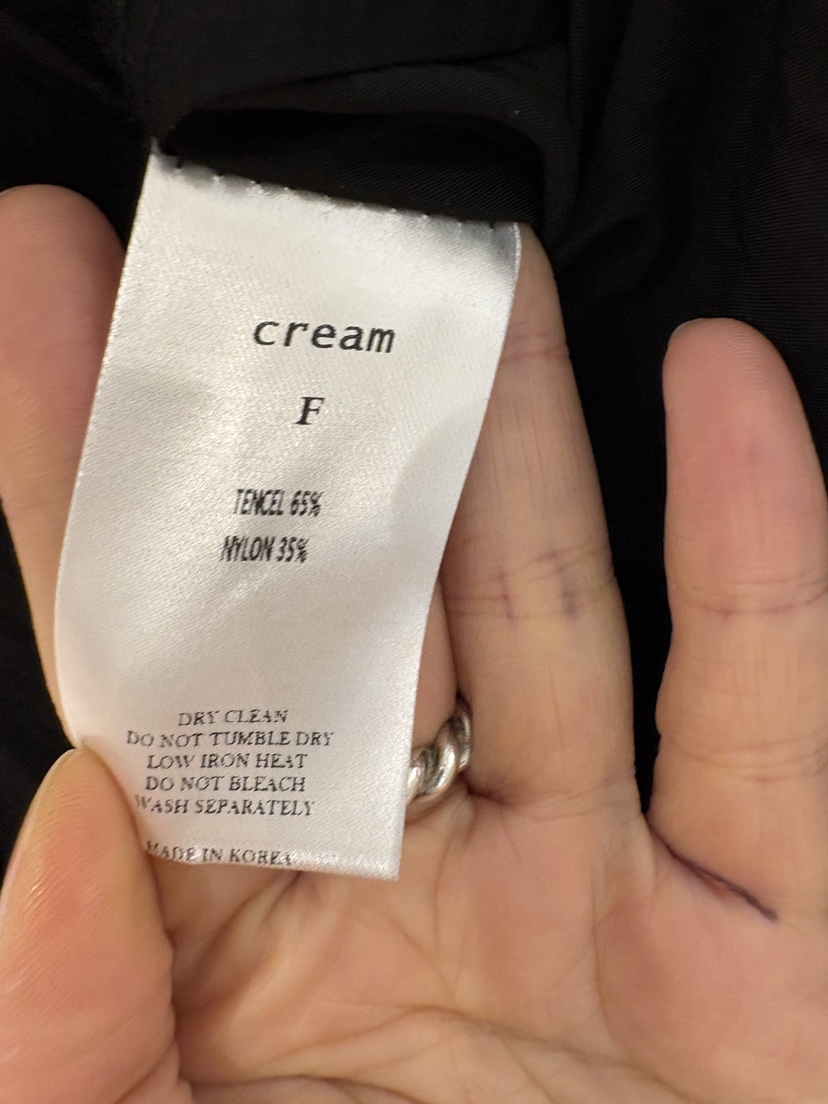 cream
F
TENCEL 65%
NYLON 35%
DRY CLEAN
DO NOT TUMBLE DRY
LOW IRON HEAT
DO NOT BLEACH
WASH SEPARATELY
MADE IN KOREA